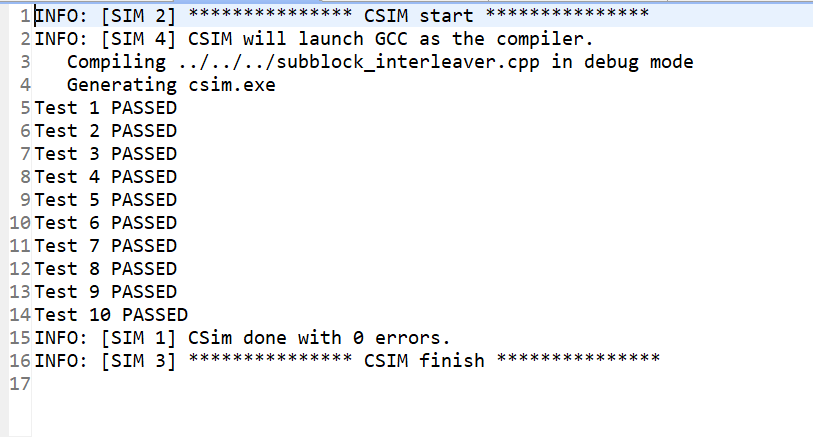 1 INFO: [SIM 2] *************** CSIM start ***************
2 INFO: [SIM 4] CSIM will launch GCC as the compiler.
3    Compiling ../../../subblock_interleaver.cpp in debug mode
4    Generating csim.exe
5 Test 1 PASSED
6 Test 2 PASSED
7 Test 3 PASSED
8 Test 4 PASSED
9 Test 5 PASSED
10 Test 6 PASSED
11 Test 7 PASSED
12 Test 8 PASSED
13 Test 9 PASSED
14 Test 10 PASSED
15 INFO: [SIM 1] CSim done with 0 errors.
16 INFO: [SIM 3] *************** CSIM finish ***************
17